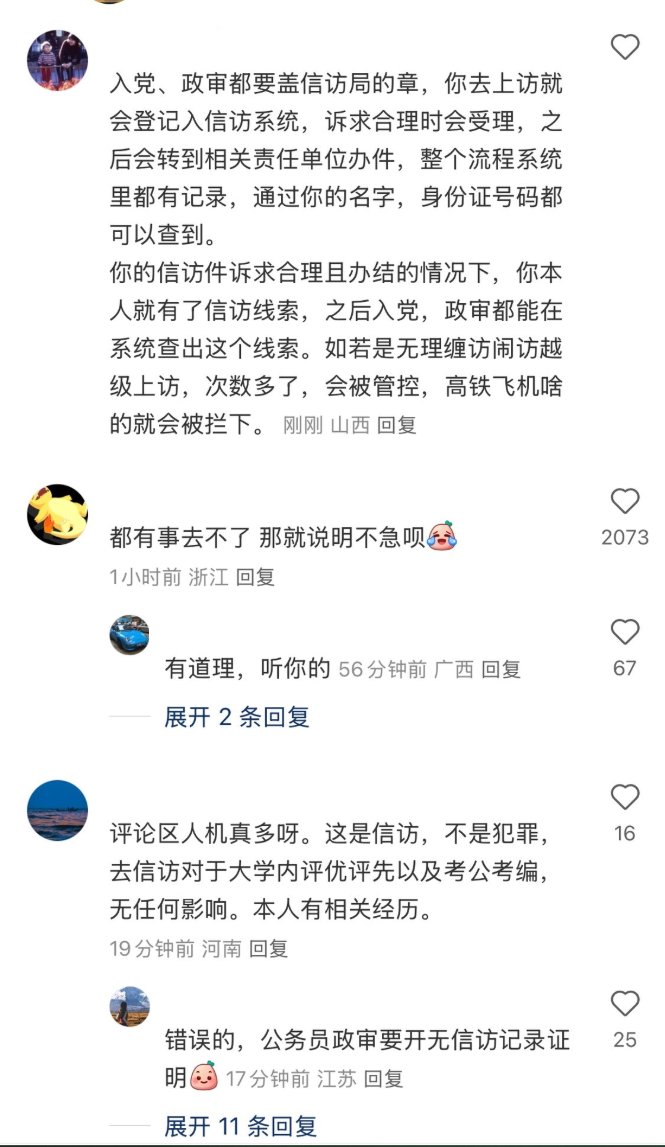 入党、政审都要盖信访局的章，你去上访就
会登记入信访系统，诉求合理时会受理，之
后会转到相关责任单位办件，整个流程系统
里都有记录，通过你的名字，身份证号码都
可以查到。
你的信访件诉求合理且办结的情况下，你本
人就有了信访线索，之后入党，政审都能在
系统查出这个线索。如若是无理缠访闹访越
级上访，次数多了，会被管控，高铁飞机啥
的就会被拦下。 刚刚 山西 回复
都有事去不了 那就说明不急呗
2073
1小时前 浙江 回复
有道理，听你的 56分钟前 广西 回复
67
展开 2 条回复
评论区人机真多呀。这是信访，不是犯罪，
16
去信访对于大学内评优评先以及考公考编，
无任何影响。本人有相关经历。
19分钟前 河南 回复
错误的，公务员政审要开无信访记录证
25
明 17分钟前 江苏 回复
展开 11 条回复